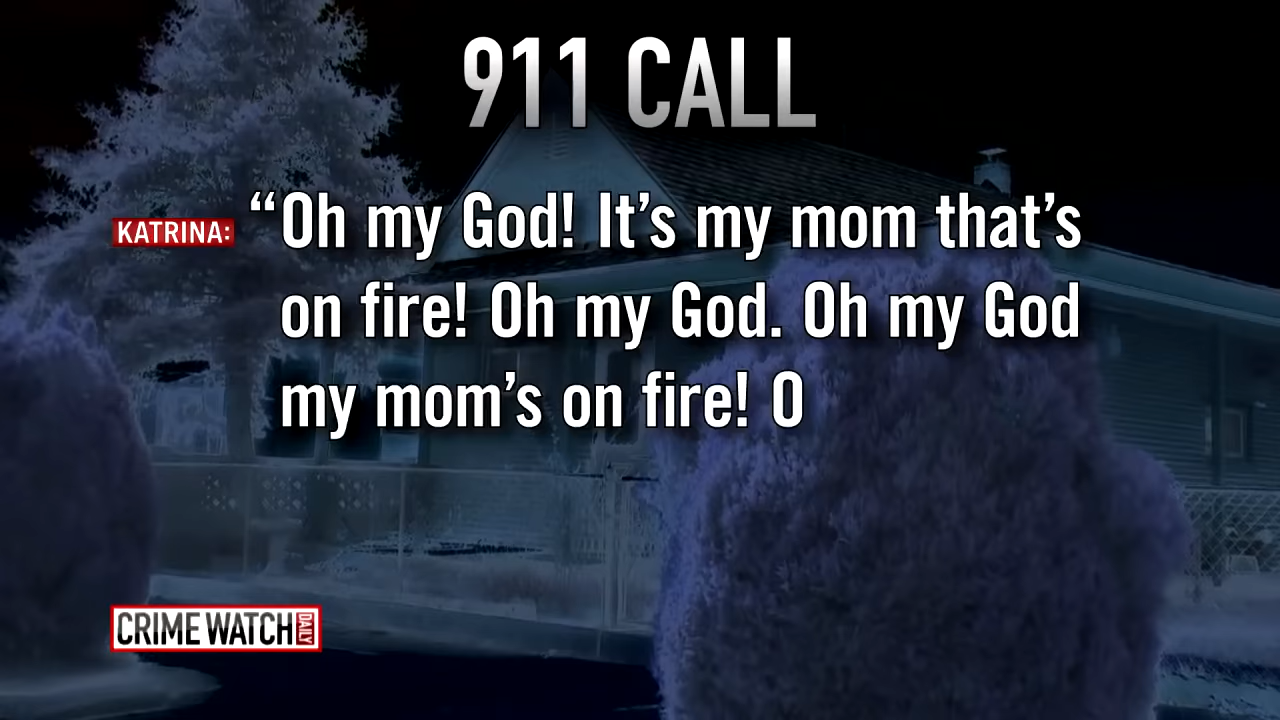 911 CALL
KATRINA: “Oh my God! It’s my mom that’s
on fire! Oh my God. Oh my God
my mom’s on fire! O
CRIME WATCH DAILY